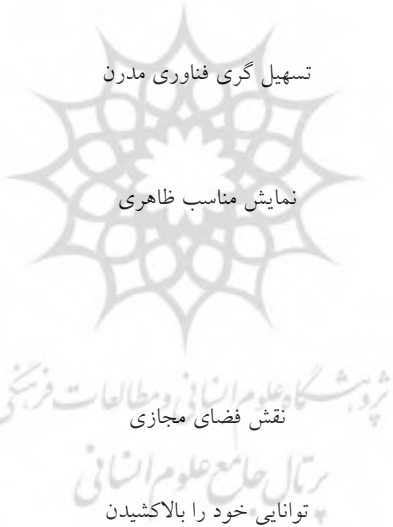 تسهیل گری فناوری مدرن
نمایش مناسب ظاهری
پژوهشگاه علوم انسانی و مطالعات فرهنگی
نقش فضای مجازی
پرتال جامع علوم انسانی
توانایی خود را بالاکشیدن